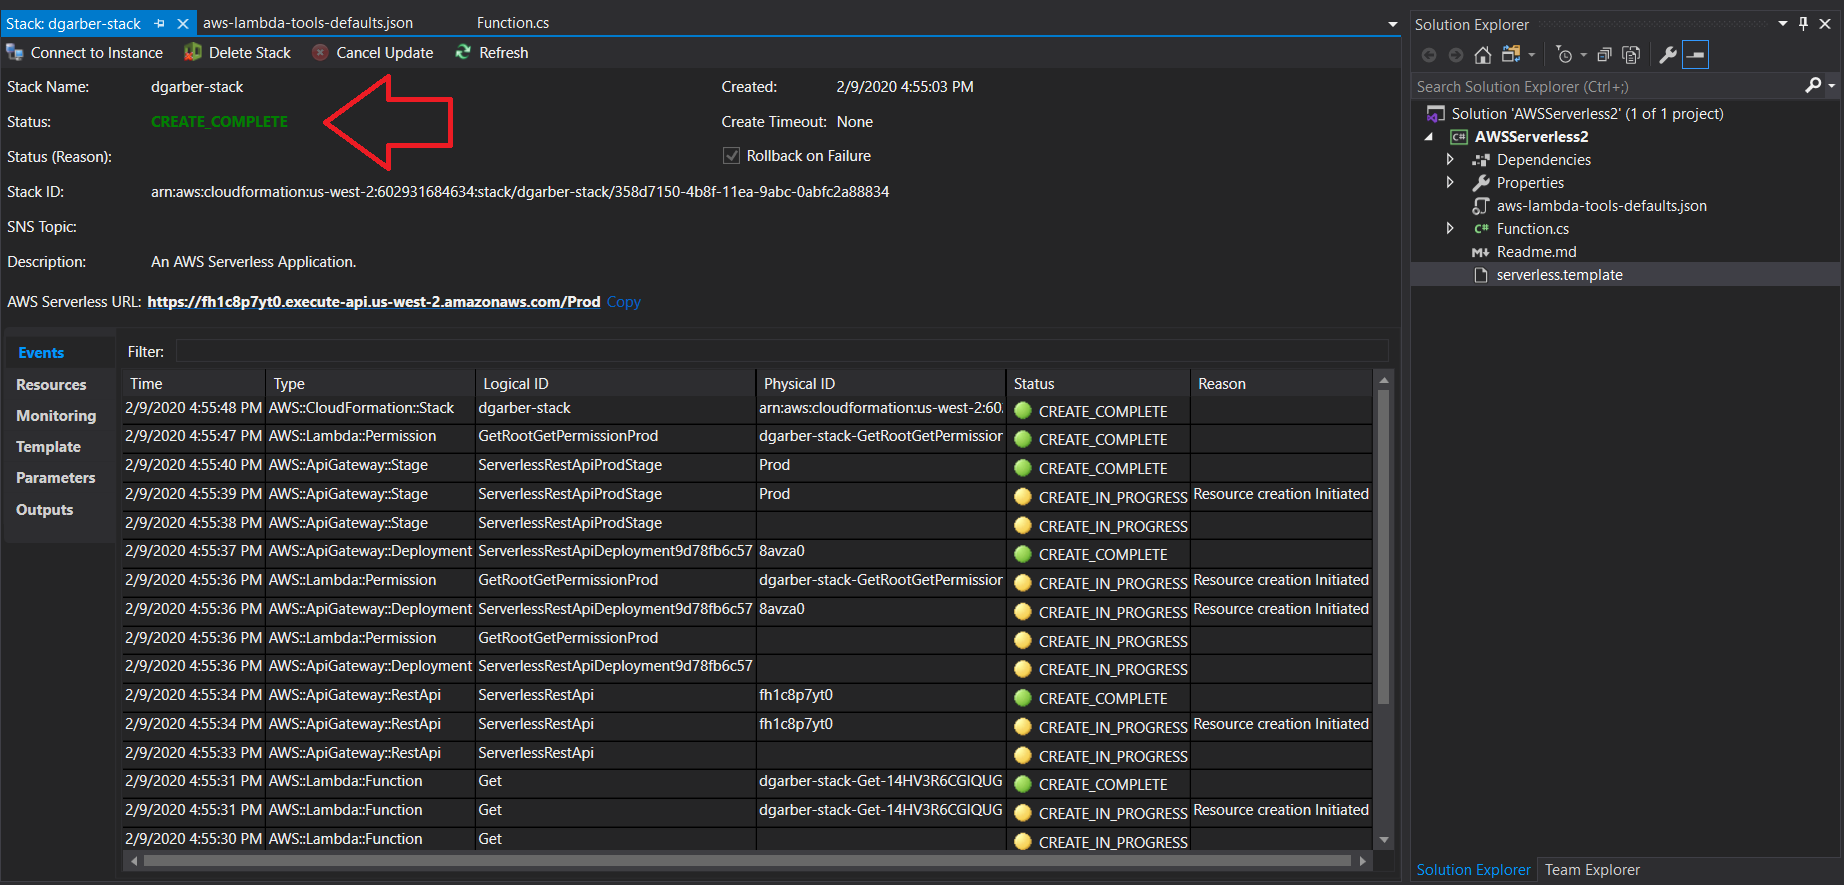 Stack: dgarber-stack aws-lambda-tools-defaults.json Function.cs
Connect to Instance Delete Stack Cancel Update Refresh
Stack Name: dgarber-stack Created: 2/9/2020 4:55:03 PM
Status: CREATE_COMPLETE Create Timeout: None
Status (Reason): Rollback on Failure
Stack ID: arn:aws:cloudformation:us-west-2:602931684634:stack/dgarber-stack/358d7150-4b8f-11ea-9abc-0abfc2a88834
SNS Topic:
Description: An AWS Serverless Application.
AWS Serverless URL: https://fh1c8p7yt0.execute-api.us-west-2.amazonaws.com/Prod Copy
Events
Resources
Monitoring
Template
Parameters
Outputs
Filter:
Time Type Logical ID Physical ID Status Reason
2/9/2020 4:55:48 PM AWS::CloudFormation::Stack dgarber-stack arn:aws:cloudformation:us-west-2:60: CREATE_COMPLETE
2/9/2020 4:55:47 PM AWS::Lambda::Permission GetRootGetPermissionProd dgarber-stack-GetRootGetPermission CREATE_COMPLETE
2/9/2020 4:55:40 PM AWS::ApiGateway::Stage ServerlessRestApiProdStage Prod CREATE_COMPLETE
2/9/2020 4:55:39 PM AWS::ApiGateway::Stage ServerlessRestApiProdStage Prod CREATE_IN_PROGRESS Resource creation Initiated
2/9/2020 4:55:38 PM AWS::ApiGateway::Stage ServerlessRestApiProdStage CREATE_IN_PROGRESS
2/9/2020 4:55:37 PM AWS::ApiGateway::Deployment ServerlessRestApiDeployment9d78fb6c57 8avza0 CREATE_COMPLETE
2/9/2020 4:55:36 PM AWS::Lambda::Permission GetRootGetPermissionProd dgarber-stack-GetRootGetPermission CREATE_IN_PROGRESS Resource creation Initiated
2/9/2020 4:55:36 PM AWS::ApiGateway::Deployment ServerlessRestApiDeployment9d78fb6c57 8avza0 CREATE_IN_PROGRESS Resource creation Initiated
2/9/2020 4:55:36 PM AWS::Lambda::Permission GetRootGetPermissionProd CREATE_IN_PROGRESS
2/9/2020 4:55:36 PM AWS::ApiGateway::Deployment ServerlessRestApiDeployment9d78fb6c57 CREATE_IN_PROGRESS
2/9/2020 4:55:34 PM AWS::ApiGateway::RestApi ServerlessRestApi fh1c8p7yt0 CREATE_COMPLETE
2/9/2020 4:55:34 PM AWS::ApiGateway::RestApi ServerlessRestApi fh1c8p7yt0 CREATE_IN_PROGRESS Resource creation Initiated
2/9/2020 4:55:33 PM AWS::ApiGateway::RestApi ServerlessRestApi CREATE_IN_PROGRESS
2/9/2020 4:55:31 PM AWS::Lambda::Function Get dgarber-stack-Get-14HV3R6CGIQUG CREATE_COMPLETE
2/9/2020 4:55:31 PM AWS::Lambda::Function Get dgarber-stack-Get-14HV3R6CGIQUG CREATE_IN_PROGRESS Resource creation Initiated
2/9/2020 4:55:30 PM AWS::Lambda::Function Get CREATE_IN_PROGRESS
Solution Explorer
Search Solution Explorer (Ctrl+;)
Solution 'AWSServerless2' (1 of 1 project)
C# AWSServerless2
Dependencies
Properties
aws-lambda-tools-defaults.json
C# Function.cs
M Readme.md
serverless.template
Solution Explorer Team Explorer